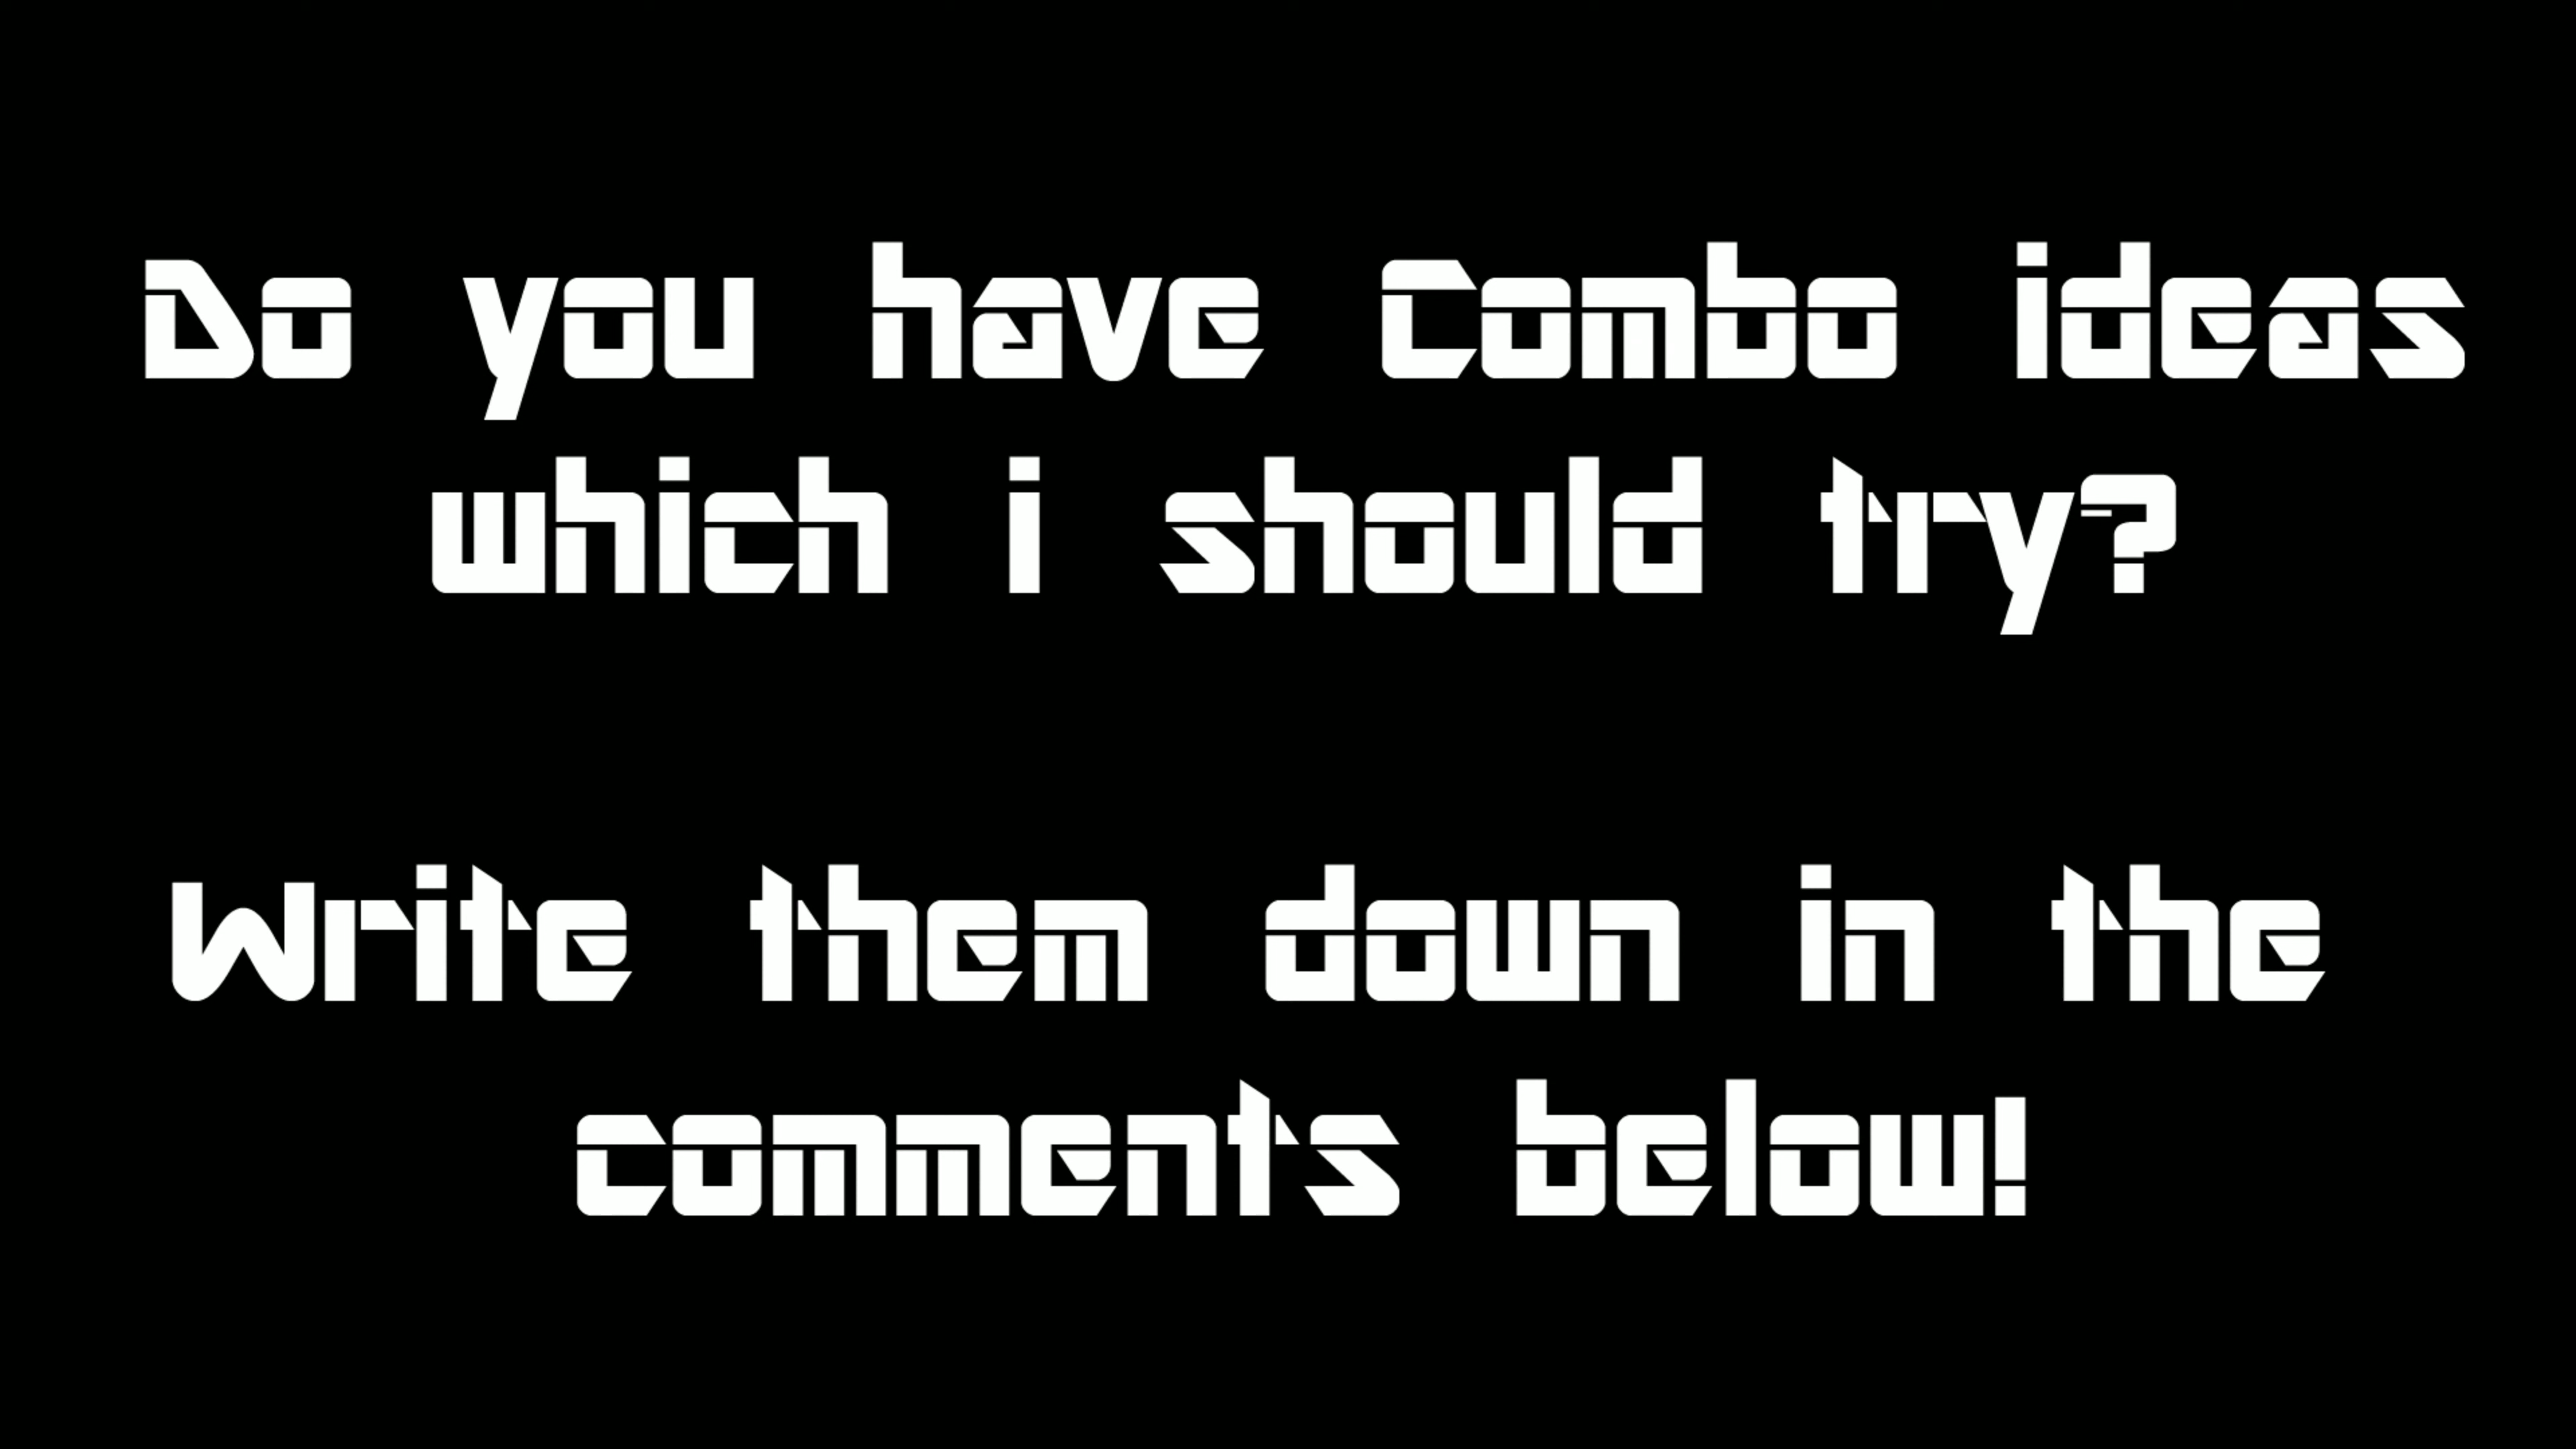 Do you have Combo ideas
which i should try?
Write them down in the
comments below!